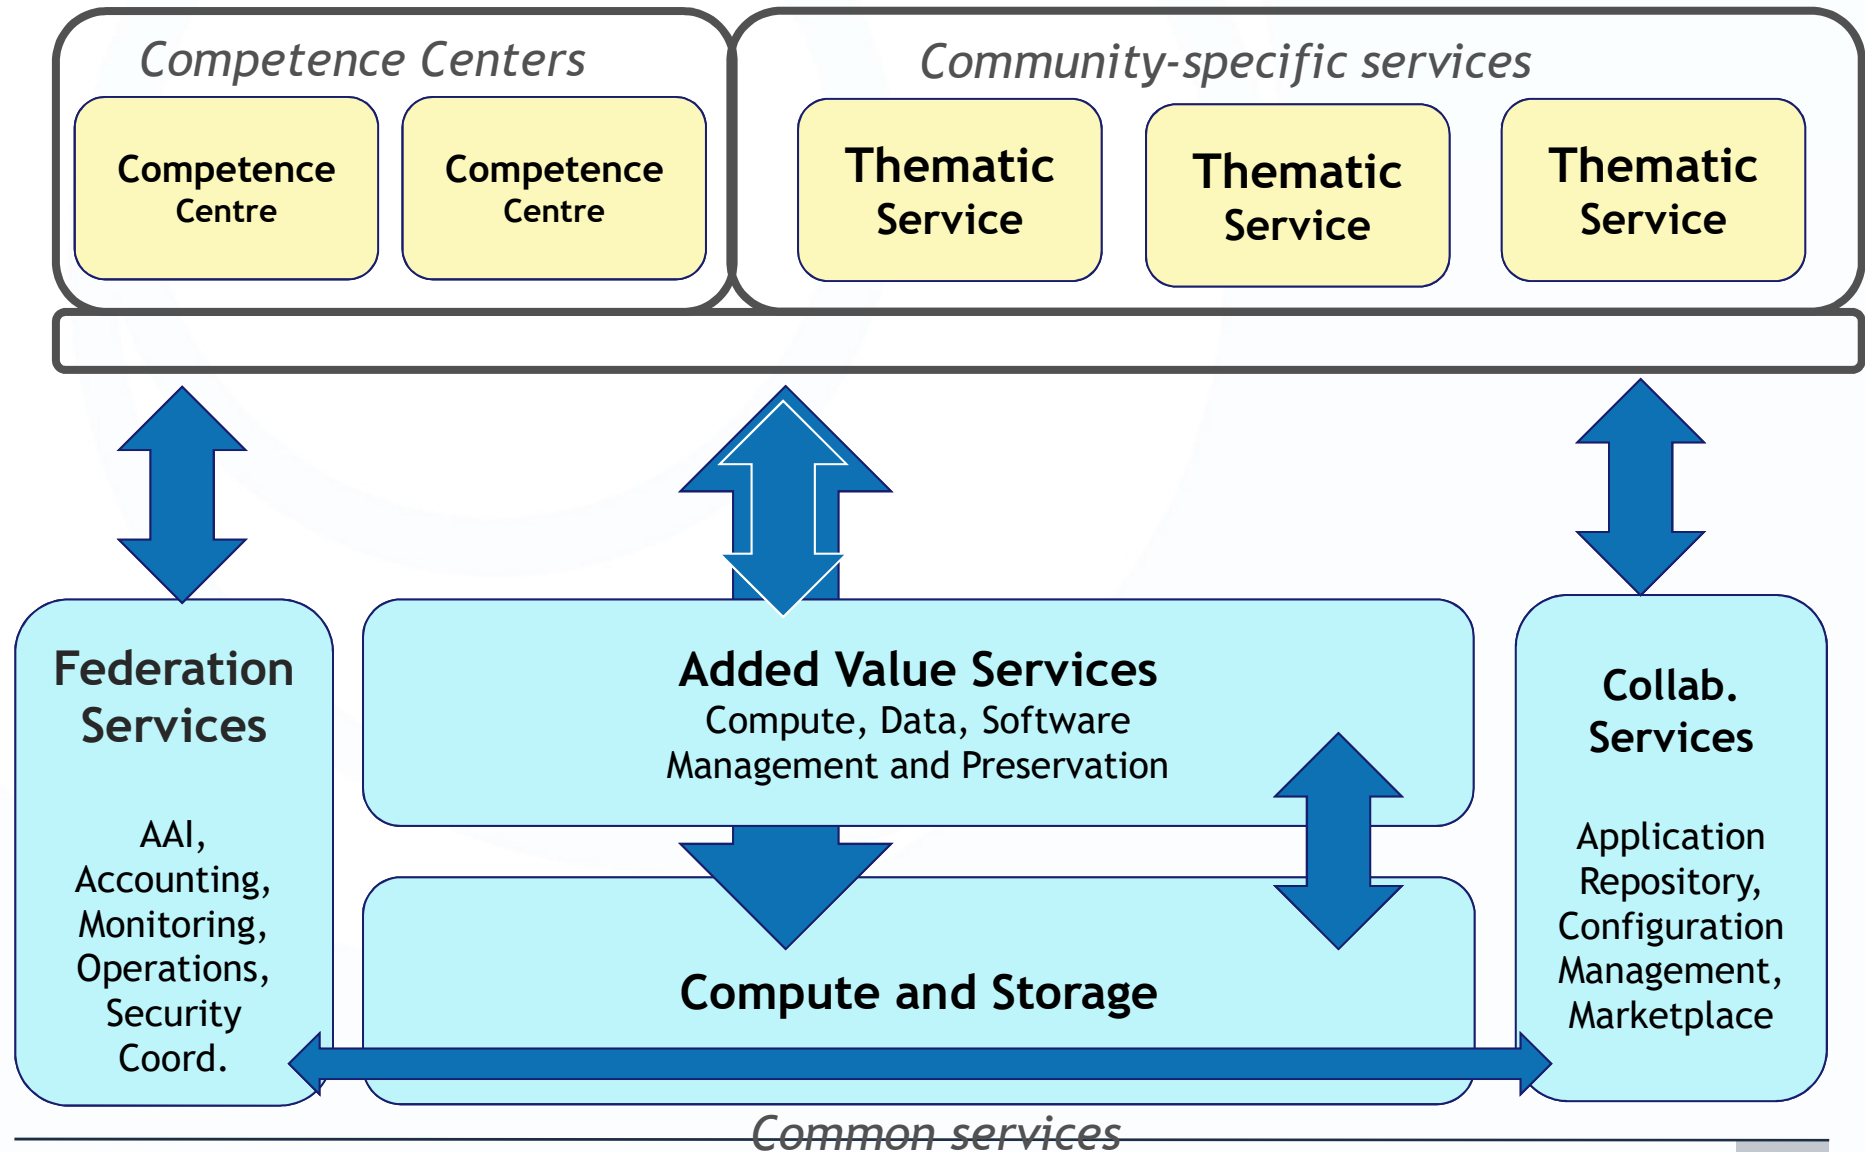 Competence Centers
Community-specific services
Competence
Centre
Competence
Centre
Thematic
Service
Thematic
Service
Thematic
Service
Federation
Services
AAI,
Accounting,
Monitoring,
Operations,
Security
Coord.
Added Value Services
Compute, Data, Software
Management and Preservation
Compute and Storage
Collab.
Services
Application
Repository,
Configuration
Management,
Marketplace
Common services